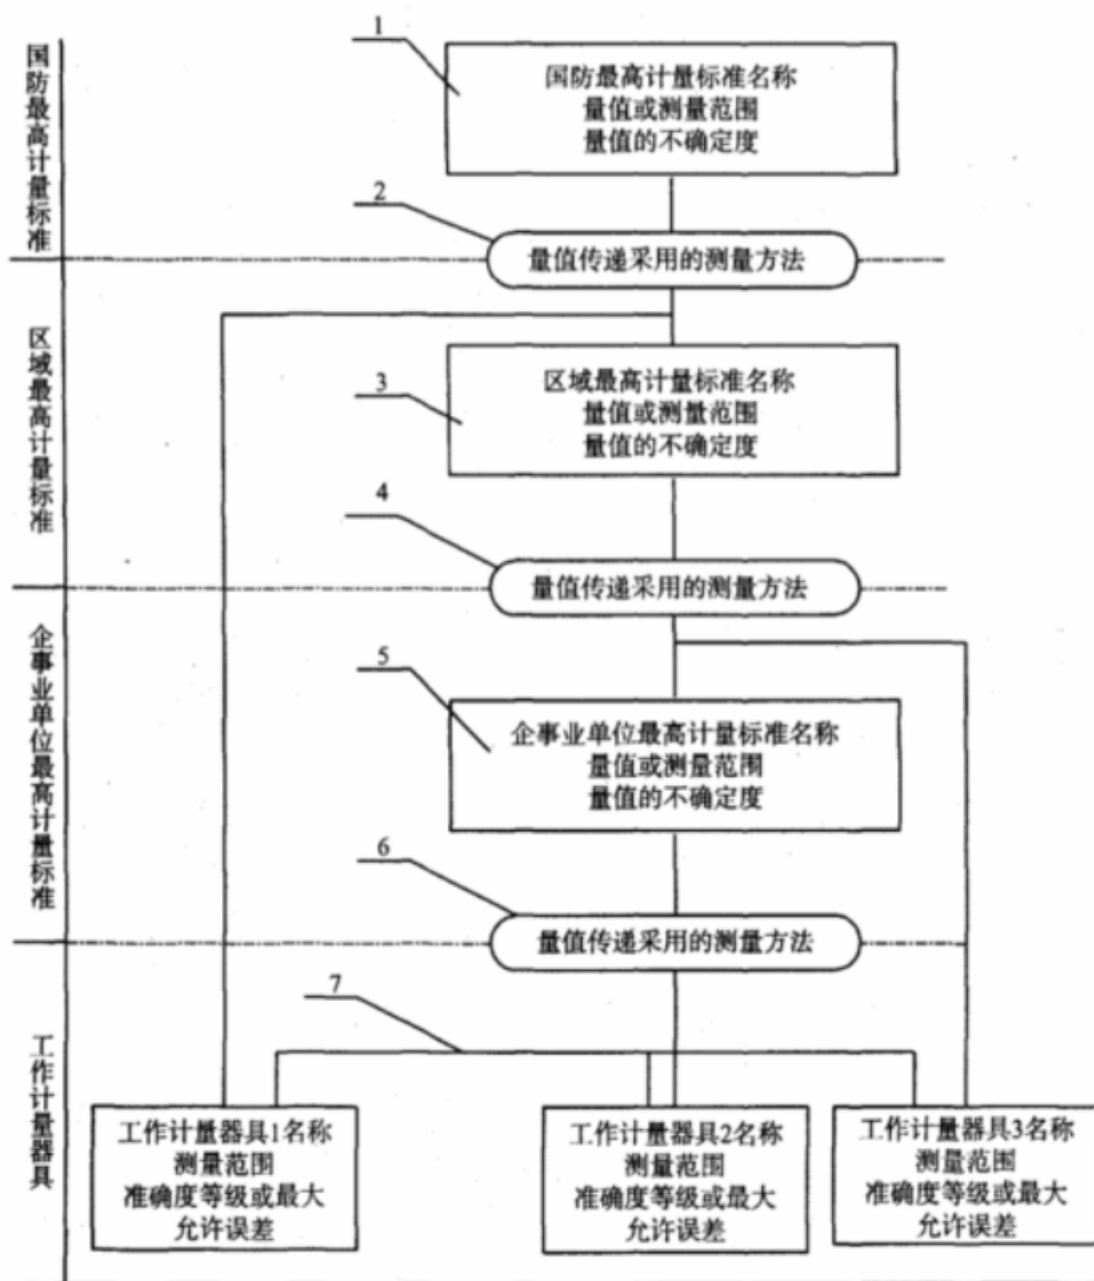 国防最高计量标准
1
国防最高计量标准名称
量值或测量范围
量值的不确定度
2
量值传递采用的测量方法
区域最高计量标准
3
区域最高计量标准名称
量值或测量范围
量值的不确定度
4
量值传递采用的测量方法
企事业单位最高计量标准
5
企事业单位最高计量标准名称
量值或测量范围
量值的不确定度
6
量值传递采用的测量方法
工作计量器具
7
工作计量器具1名称
测量范围
准确度等级或最大
允许误差
工作计量器具2名称
测量范围
准确度等级或最大
允许误差
工作计量器具3名称
测量范围
准确度等级或最大
允许误差